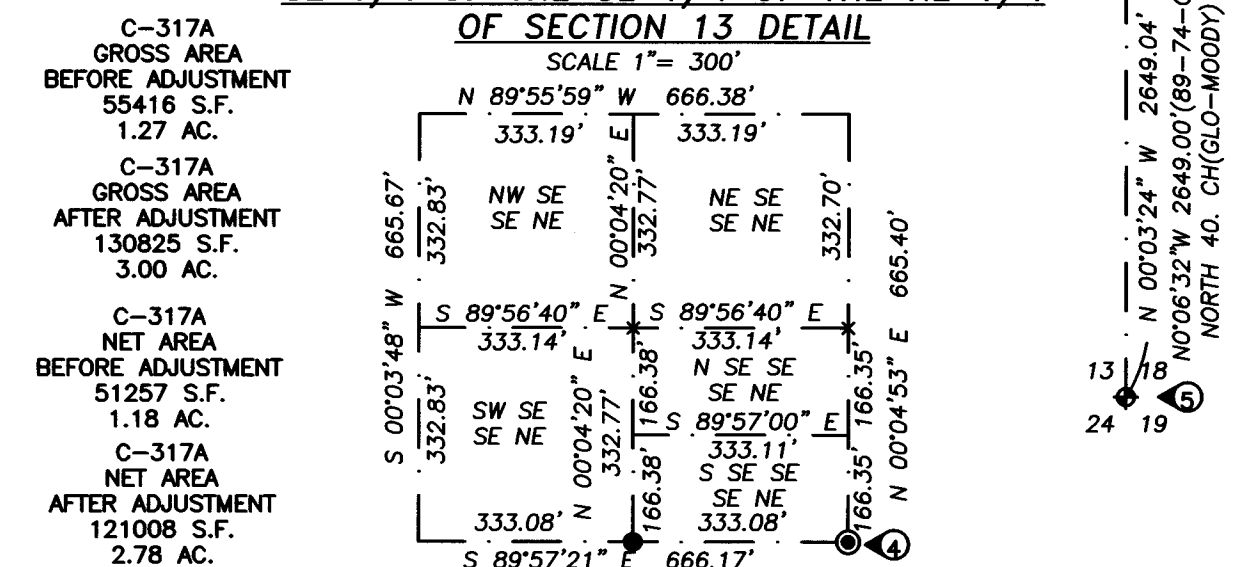 OF SECTION 13 DETAIL
SCALE 1"= 300'
C-317A
GROSS AREA
BEFORE ADJUSTMENT
55416 S.F.
1.27 AC.
C-317A
GROSS AREA
AFTER ADJUSTMENT
130825 S.F.
3.00 AC.
C-317A
NET AREA
BEFORE ADJUSTMENT
51257 S.F.
1.18 AC.
C-317A
NET AREA
AFTER ADJUSTMENT
121008 S.F.
2.78 AC.
N 89°55'59" W 666.38'
333.19'
333.19'
S 00°03'48" W 665.67'
332.83'
332.83'
NW SE
SE NE
N 00°04'20" E
332.77'
NE SE
SE NE
332.70'
N 00°04'53" E 665.40'
S 89°56'40" E
333.14'
S 89°56'40" E
333.14'
SW SE
SE NE
N 00°04'20" E
332.77'
166.38'
166.38'
N SE SE
SE NE
166.35'
166.35'
S 89°57'00" E
333.11'
S SE SE
SE NE
333.08'
333.08'
S 89°57'21" E 666.17'
4
N 00°03'24" W 2649.04'
N0°06'32"W 2649.00'(89-74-
NORTH 40. CH(GLO-MOODY)
13 18
24 19
5